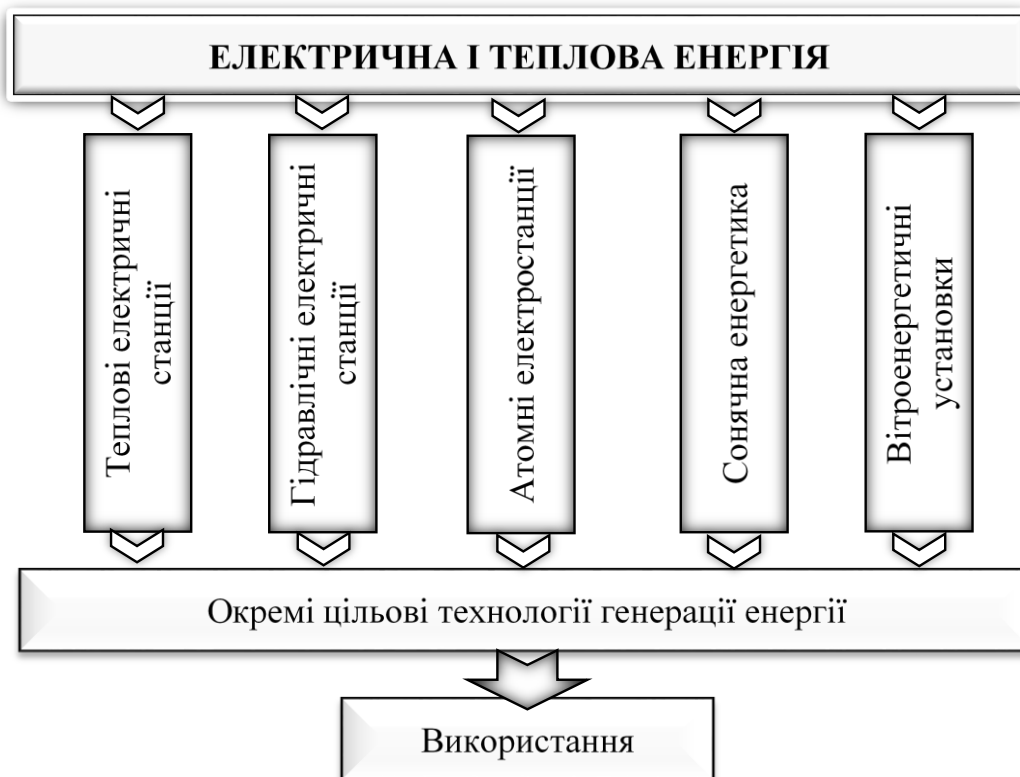 ЕЛЕКТРИЧНА І ТЕПЛОВА ЕНЕРГІЯ
Теплові електричні
станції
Гідравлічні електричні
станції
Атомні електростанції
Сонячна енергетика
Вітроенергетичні
установки
Окремі цільові технології генерації енергії
Використання